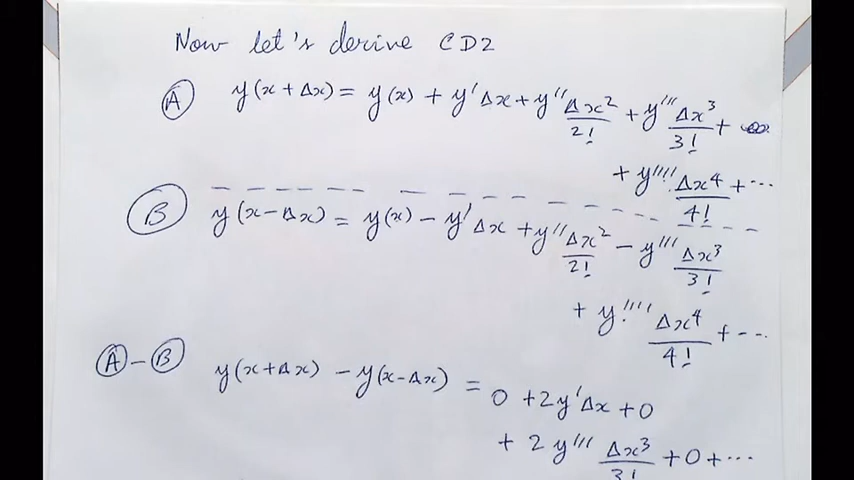 Now let's derive CD2
Ⓐ y(x + Δx) = y(x) + y' Δx + y'' Δx²/2! + y''' Δx³/3! +
+ y'''' Δx⁴/4! + ...
Ⓑ y(x - Δx) = y(x) - y' Δx + y'' Δx²/2! - y''' Δx³/3!
+ y'''' Δx⁴/4! + ...
Ⓐ - Ⓑ y(x+Δx) - y(x-Δx) = 0 + 2y'Δx + 0
+ 2 y''' Δx³/3! + 0 + ...